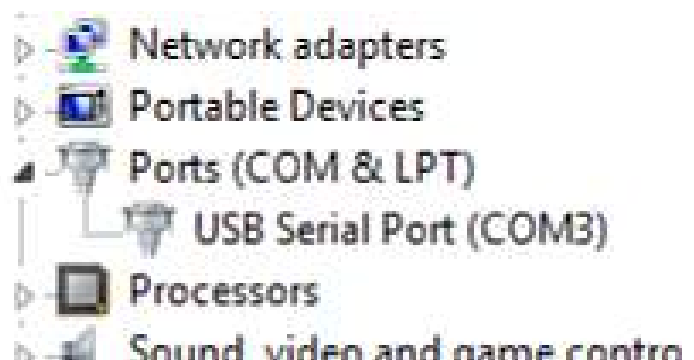 Network adapters
Portable Devices
Ports (COM & LPT)
USB Serial Port (COM3)
Processors
Sound, video and game contro